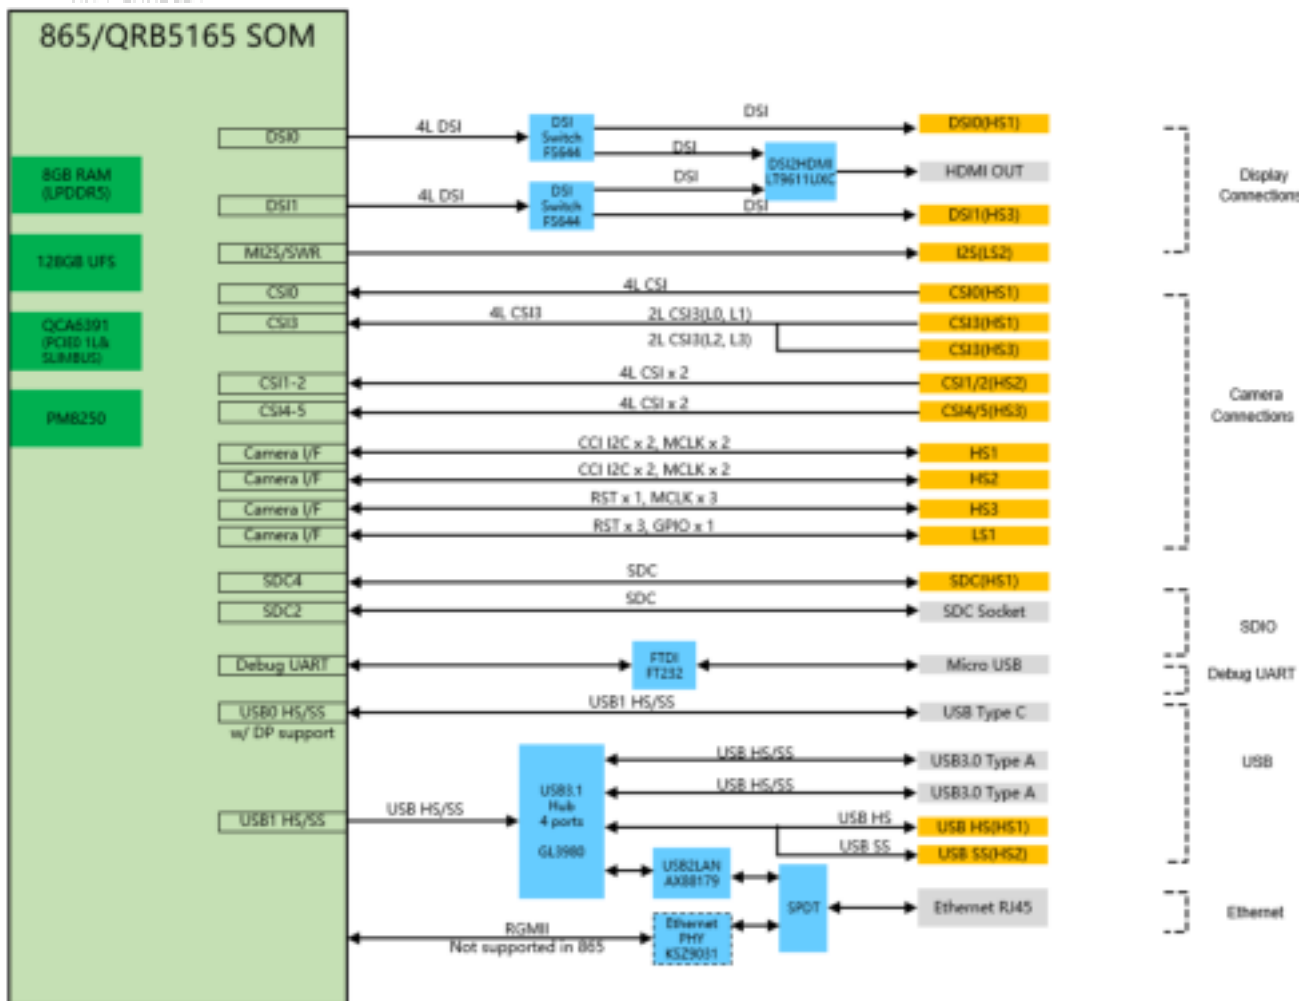 865/QRB5165 SOM
8GB RAM
(LPDDR5)
128GB UFS
QCA6391
(PCIE0 1L&
SLIMBUS)
PM8250
DSI0
4L DSI
DSI
Switch
FS644
DSI
DSI0(HS1)
DSI
DSI2HDMI
LT9611UXC
HDMI OUT
DSI1
4L DSI
DSI
Switch
FS644
DSI
DSI
DSI1(HS3)
MI2S/SWR
I2S(LS2)
Display
Connections
CSI0
4L CSI
CSI0(HS1)
CSI3
4L CSI3
2L CSI3(L0, L1)
CSI3(HS1)
2L CSI3(L2, L3)
CSI3(HS3)
CSI1-2
4L CSI x 2
CSI1/2(HS2)
CSI4-5
4L CSI x 2
CSI4/5(HS3)
Camera
Connections
Camera I/F
CCI I2C x 2, MCLK x 2
HS1
Camera I/F
CCI I2C x 2, MCLK x 2
HS2
Camera I/F
RST x 1, MCLK x 3
HS3
Camera I/F
RST x 3, GPIO x 1
LS1
SDC4
SDC
SDC(HS1)
SDC2
SDC
SDC Socket
SDIO
Debug UART
FTDI
FT232
Micro USB
Debug UART
USB0 HS/SS
w/ DP support
USB1 HS/SS
USB Type C
USB1 HS/SS
USB HS/SS
USB3.1
Hub
4 ports
GL3980
USB HS/SS
USB3.0 Type A
USB HS/SS
USB3.0 Type A
USB HS
USB HS(HS1)
USB SS
USB SS(HS2)
USB
USB2LAN
AX88179
SPDT
Ethernet RJ45
Ethernet
RGMII
Not supported in 865
Ethernet
PHY
KSZ9031